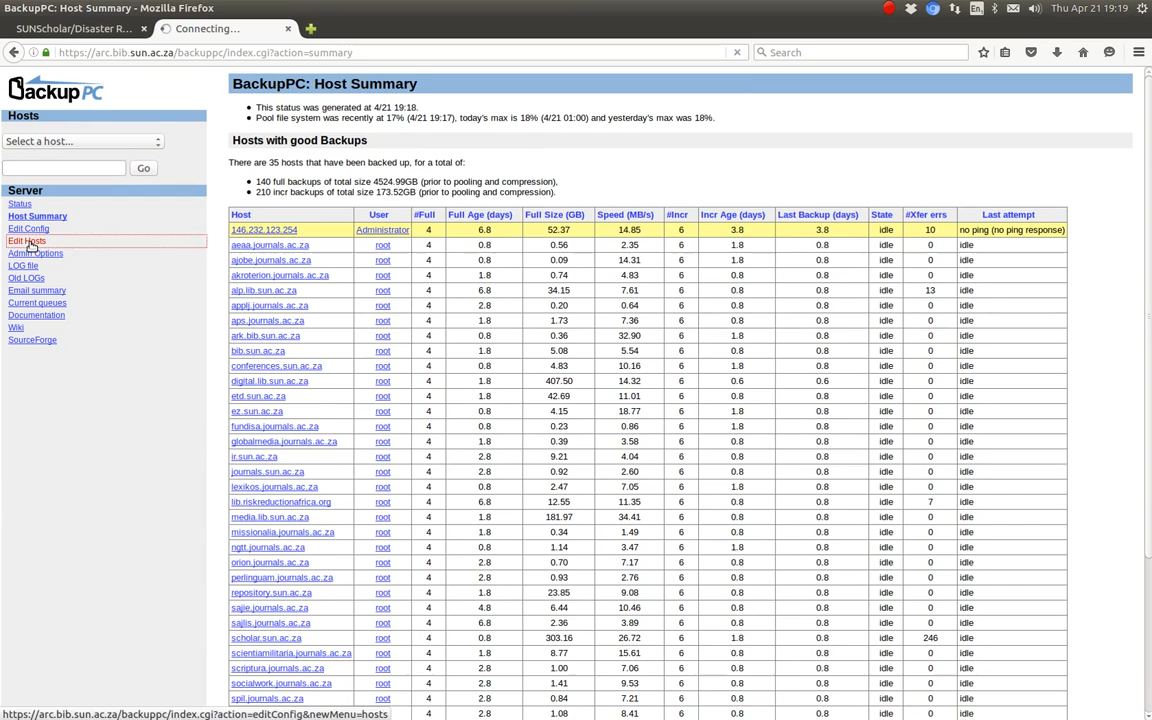 BackupPC: Host Summary - Mozilla Firefox
En
Thu Apr 21 19:19
SUNScholar/Disaster R...
Connecting...
https://arc.bib.sun.ac.za/backuppc/index.cgi?action=summary
Search
BackupPC
Hosts
Select a host...
Go
Server
Status
Host Summary
Edit Config
Edit Hosts
Admin Options
LOG file
Old LOGs
Email summary
Current queues
Documentation
Wiki
SourceForge
BackupPC: Host Summary
This status was generated at 4/21 19:18.
Pool file system was recently at 17% (4/21 19:17), today's max is 18% (4/21 01:00) and yesterday's max was 18%.
Hosts with good Backups
There are 35 hosts that have been backed up, for a total of:
140 full backups of total size 4524.99GB (prior to pooling and compression),
210 incr backups of total size 173.52GB (prior to pooling and compression).
Host User #Full Full Age (days) Full Size (GB) Speed (MB/s) #Incr Incr Age (days) Last Backup (days) State #Xfer errs Last attempt
146.232.123.254 Administrator 4 6.8 52.37 14.85 6 3.8 3.8 idle 10 no ping (no ping response)
aeaa.journals.ac.za root 4 0.8 0.56 2.35 6 1.8 0.8 idle 0 idle
ajobe.journals.ac.za root 4 0.8 0.09 14.31 6 1.8 0.8 idle 0 idle
akroterion.journals.ac.za root 4 1.8 0.74 4.83 6 0.8 0.8 idle 0 idle
alp.lib.sun.ac.za root 4 6.8 34.15 7.61 6 0.8 0.8 idle 13 idle
applj.journals.ac.za root 4 2.8 0.20 0.64 6 0.8 0.8 idle 0 idle
aps.journals.ac.za root 4 1.8 1.73 7.36 6 0.8 0.8 idle 0 idle
ark.bib.sun.ac.za root 4 0.8 0.36 32.90 6 1.8 0.8 idle 0 idle
bib.sun.ac.za root 4 1.8 5.08 5.54 6 0.8 0.8 idle 0 idle
conferences.sun.ac.za root 4 0.8 4.83 10.16 6 1.8 0.8 idle 0 idle
digital.lib.sun.ac.za root 4 1.8 407.50 14.32 6 0.6 0.6 idle 0 idle
etd.sun.ac.za root 4 1.8 42.69 11.01 6 0.8 0.8 idle 0 idle
ez.sun.ac.za root 4 0.8 4.15 18.77 6 1.8 0.8 idle 0 idle
fundisa.journals.ac.za root 4 0.8 0.23 0.86 6 1.8 0.8 idle 0 idle
globalmedia.journals.ac.za root 4 1.8 0.39 3.58 6 0.8 0.8 idle 0 idle
ir.sun.ac.za root 4 2.8 9.21 4.04 6 0.8 0.8 idle 0 idle
journals.sun.ac.za root 4 2.8 0.92 2.60 6 0.8 0.8 idle 0 idle
lexikos.journals.ac.za root 4 0.8 2.47 7.05 6 1.8 0.8 idle 0 idle
lib.riskreductionafrica.org root 4 6.8 12.55 11.35 6 0.8 0.8 idle 7 idle
media.lib.sun.ac.za root 4 1.8 181.97 34.41 6 0.8 0.8 idle 0 idle
missionalia.journals.ac.za root 4 1.8 0.34 1.49 6 0.8 0.8 idle 0 idle
ngtt.journals.ac.za root 4 0.8 1.14 3.47 6 1.8 0.8 idle 0 idle
orion.journals.ac.za root 4 2.8 0.70 7.17 6 0.8 0.8 idle 0 idle
perlinguam.journals.ac.za root 4 2.8 0.93 2.76 6 0.8 0.8 idle 0 idle
repository.sun.ac.za root 4 1.8 23.85 9.08 6 0.8 0.8 idle 0 idle
sajie.journals.ac.za root 4 4.8 6.44 10.46 6 0.8 0.8 idle 0 idle
sajlis.journals.ac.za root 4 6.8 2.36 3.89 6 0.8 0.8 idle 0 idle
scholar.sun.ac.za root 4 0.8 303.16 26.72 6 1.8 0.8 idle 246 idle
scientiamilitaria.journals.ac.za root 4 1.8 8.77 15.61 6 0.8 0.8 idle 0 idle
scriptura.journals.ac.za root 4 2.8 1.00 7.06 6 0.8 0.8 idle 0 idle
socialwork.journals.ac.za root 4 2.8 1.41 9.53 6 0.8 0.8 idle 0 idle
spil.journals.ac.za root 4 2.8 0.84 7.21 6 0.8 0.8 idle 0 idle
4 2.8 1.08 8.41 6 0.8 0.8 idle 0 idle
https://arc.bib.sun.ac.za/backuppc/index.cgi?action=editConfig&newMenu=hosts